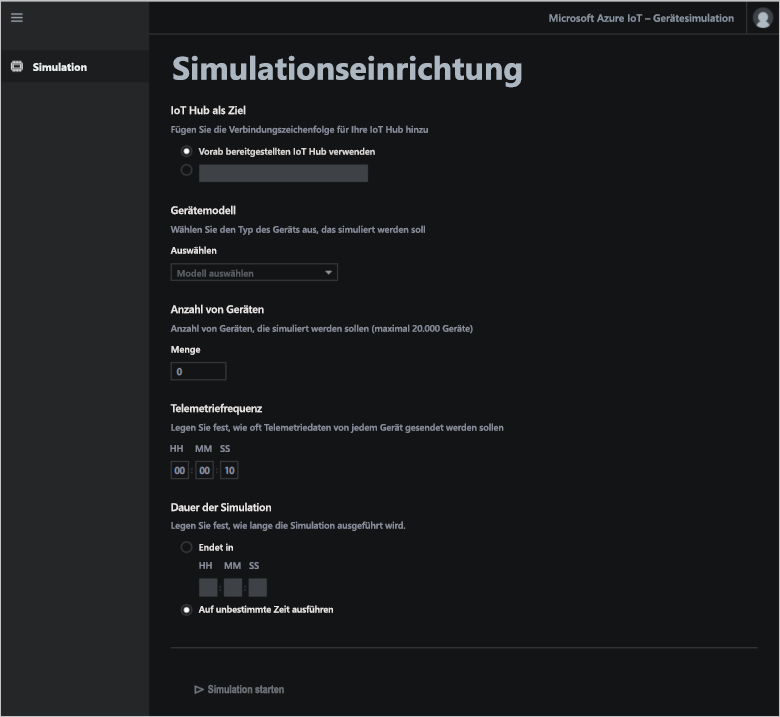 Microsoft Azure IoT – Gerätesimulation
Simulation
Simulationseinrichtung
IoT Hub als Ziel
Fügen Sie die Verbindungszeichenfolge für Ihre IoT Hub hinzu
Vorab bereitgestellten IoT Hub verwenden
Gerätemodell
Wählen Sie den Typ des Geräts aus, das simuliert werden soll
Auswählen
Modell auswählen
Anzahl von Geräten
Anzahl von Geräten, die simuliert werden sollen (maximal 20.000 Geräte)
Menge
0
Telemetriefrequenz
Legen Sie fest, wie oft Telemetriedaten von jedem Gerät gesendet werden sollen
HH MM SS
00 : 00 : 10
Dauer der Simulation
Legen Sie fest, wie lange die Simulation ausgeführt wird.
Endet in
HH MM SS
: :
Auf unbestimmte Zeit ausführen
Simulation starten